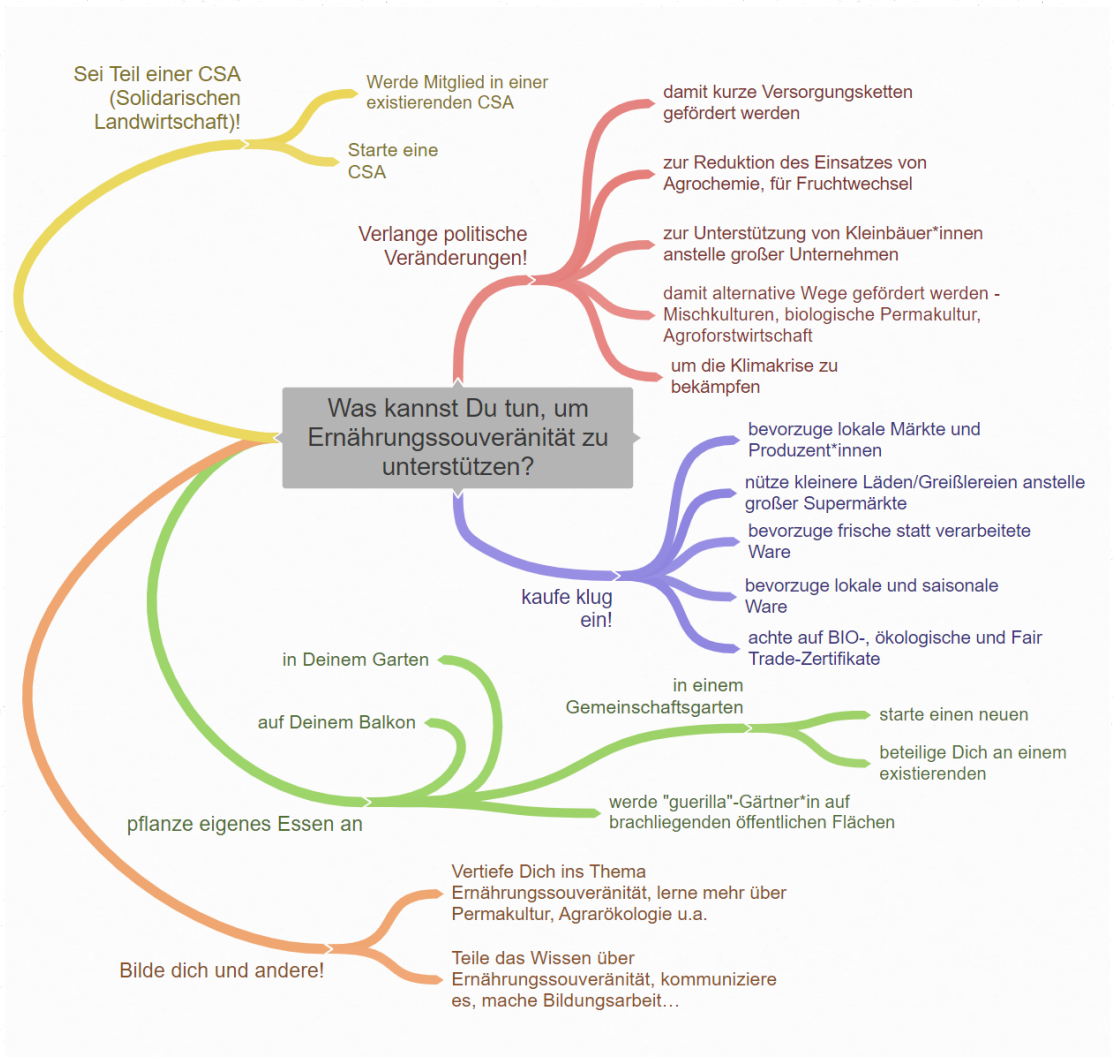 Sei Teil einer CSA
(Solidarischen
Landwirtschaft)!
Werde Mitglied in einer
existierenden CSA
Starte eine
CSA
Verlange politische
Veränderungen!
damit kurze Versorgungsketten
gefördert werden
zur Reduktion des Einsatzes von
Agrochemie, für Fruchtwechsel
zur Unterstützung von Kleinbäuer*innen
anstelle großer Unternehmen
damit alternative Wege gefördert werden -
Mischkulturen, biologische Permakultur,
Agroforstwirtschaft
um die Klimakrise zu
bekämpfen
Was kannst Du tun, um
Ernährungssouveränität zu
unterstützen?
kaufe klug
ein!
bevorzuge lokale Märkte und
Produzent*innen
nütze kleinere Läden/Greißlereien anstelle
großer Supermärkte
bevorzuge frische statt verarbeitete
Ware
bevorzuge lokale und saisonale
Ware
achte auf BIO-, ökologische und Fair
Trade-Zertifikate
pflanze eigenes Essen an
in Deinem Garten
auf Deinem Balkon
in einem
Gemeinschaftsgarten
starte einen neuen
beteilige Dich an einem
existierenden
werde "guerilla"-Gärtner*in auf
brachliegenden öffentlichen Flächen
Bilde dich und andere!
Vertiefe Dich ins Thema
Ernährungssouveränität, lerne mehr über
Permakultur, Agrarökologie u.a.
Teile das Wissen über
Ernährungssouveränität, kommuniziere
es, mache Bildungsarbeit…